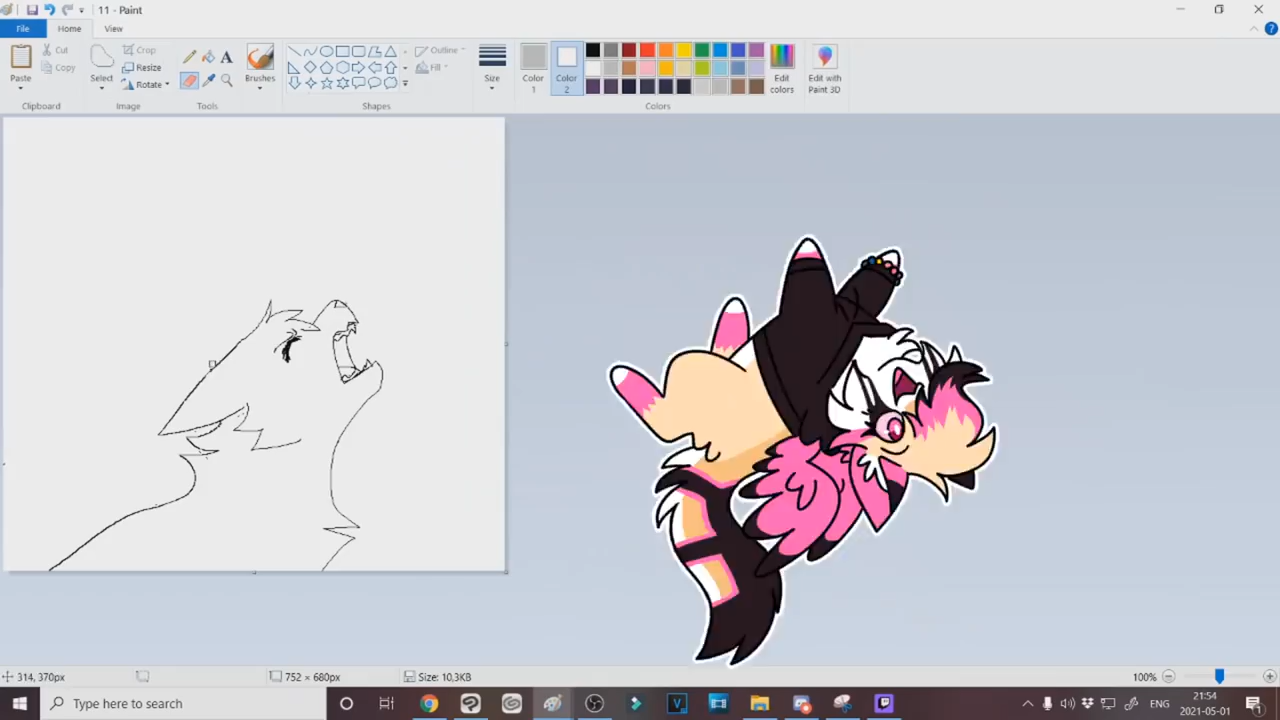 11 - Paint
File Home View
Paste Cut Copy Clipboard
Select Crop Resize Rotate Image
Tools
Brushes
Shapes Outline Fill
Size
Color 1 Color 2 Edit colors Colors
Edit with Paint 3D
314, 370px 752 × 680px Size: 10,3KB 100%
Type here to search ENG 21:54
2021-05-01